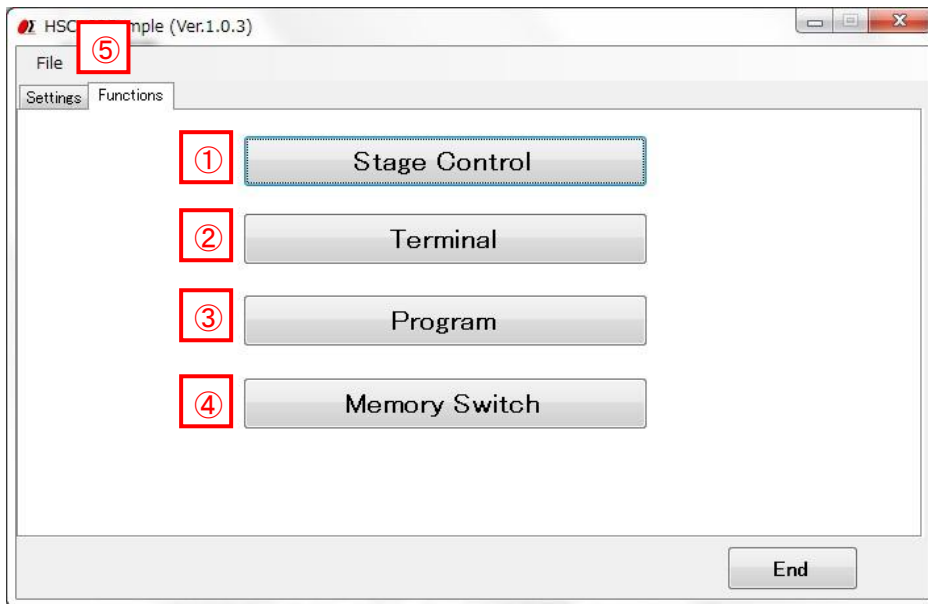 HSC mple (Ver.1.0.3)
⑤
File
Settings Functions
① Stage Control
② Terminal
③ Program
④ Memory Switch
End